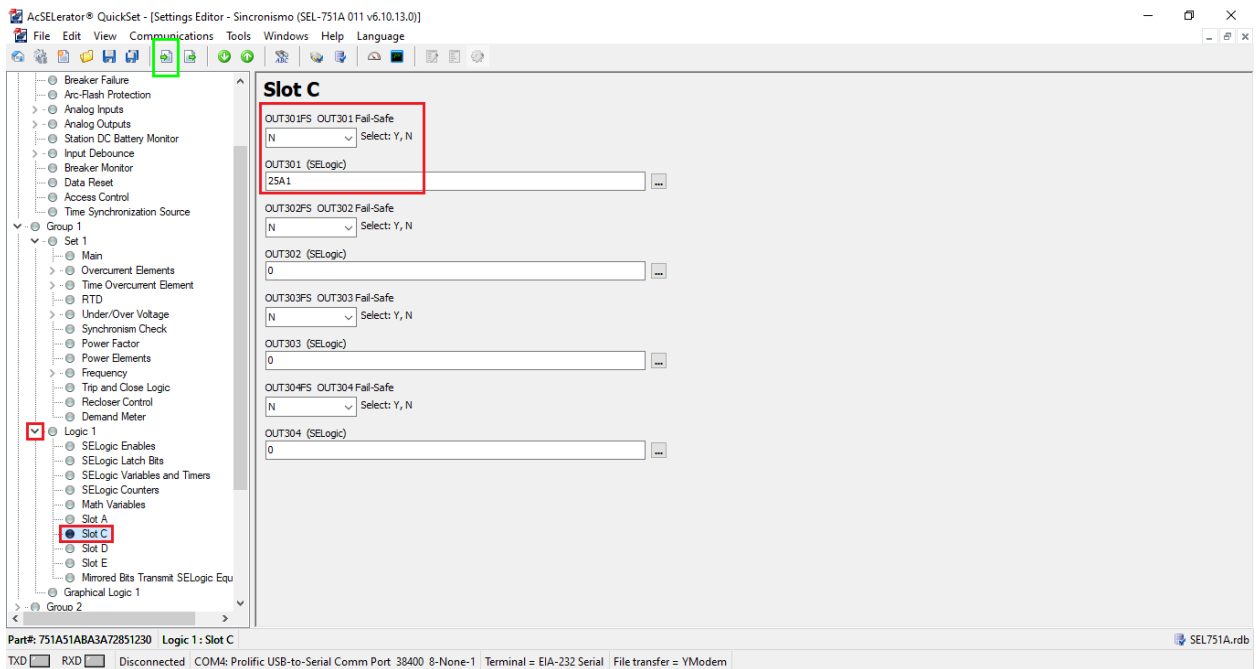 AcSELerator® QuickSet - [Settings Editor - Sincronismo (SEL-751A 011 v6.10.13.0)]
File Edit View Communications Tools Windows Help Language
Breaker Failure
Arc-Flash Protection
Analog Inputs
Analog Outputs
Station DC Battery Monitor
Input Debounce
Breaker Monitor
Data Reset
Access Control
Time Synchronization Source
Group 1
Set 1
Main
Overcurrent Elements
Time Overcurrent Element
RTD
Under/Over Voltage
Synchronism Check
Power Factor
Power Elements
Frequency
Trip and Close Logic
Recloser Control
Demand Meter
Logic 1
SELogic Enables
SELogic Latch Bits
SELogic Variables and Timers
SELogic Counters
Math Variables
Slot A
Slot C
Slot D
Slot E
Mirrored Bits Transmit SELogic Equ
Graphical Logic 1
Group 2
Slot C
OUT301FS OUT301 Fail-Safe
N Select: Y, N
OUT301 (SELogic)
25A1 ...
OUT302FS OUT302 Fail-Safe
N Select: Y, N
OUT302 (SELogic)
0 ...
OUT303FS OUT303 Fail-Safe
N Select: Y, N
OUT303 (SELogic)
0 ...
OUT304FS OUT304 Fail-Safe
N Select: Y, N
OUT304 (SELogic)
0 ...
Part#: 751A51ABA3A72851230 Logic 1 : Slot C SEL751A.rdb
TXD RXD Disconnected COM4: Prolific USB-to-Serial Comm Port 38400 8-None-1 Terminal = EIA-232 Serial File transfer = YModem